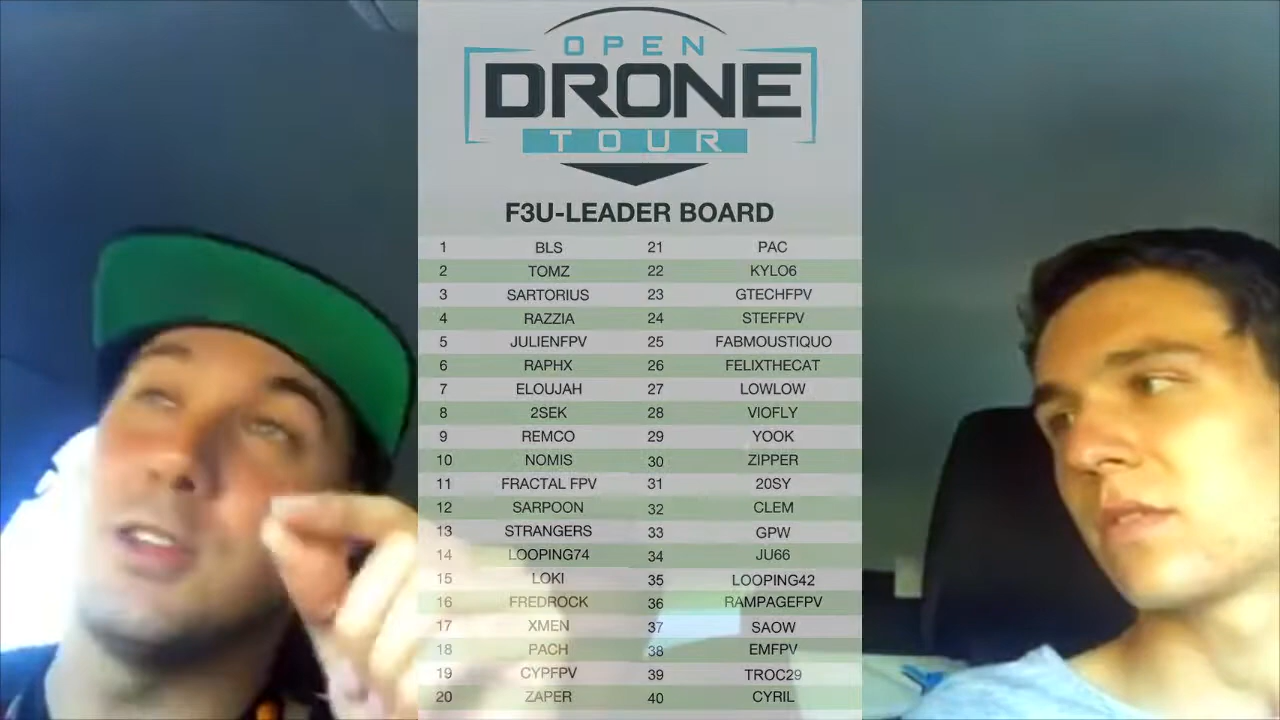 OPEN
DRONE
TOUR
F3U-LEADER BOARD
1 BLS 21 PAC
2 TOMZ 22 KYLO6
3 SARTORIUS 23 GTECHFPV
4 RAZZIA 24 STEFFPV
5 JULIENFPV 25 FABMOUSTIQUO
6 RAPHX 26 FELIXTHECAT
7 ELOUJAH 27 LOWLOW
8 2SEK 28 VIOFLY
9 REMCO 29 YOOK
10 NOMIS 30 ZIPPER
11 FRACTAL FPV 31 20SY
12 SARPOON 32 CLEM
13 STRANGERS 33 GPW
14 LOOPING74 34 JU66
15 LOKI 35 LOOPING42
16 FREDROCK 36 RAMPAGEFPV
17 XMEN 37 SAOW
18 PACH 38 EMFPV
19 CYPFPV 39 TROC29
20 ZAPER 40 CYRIL